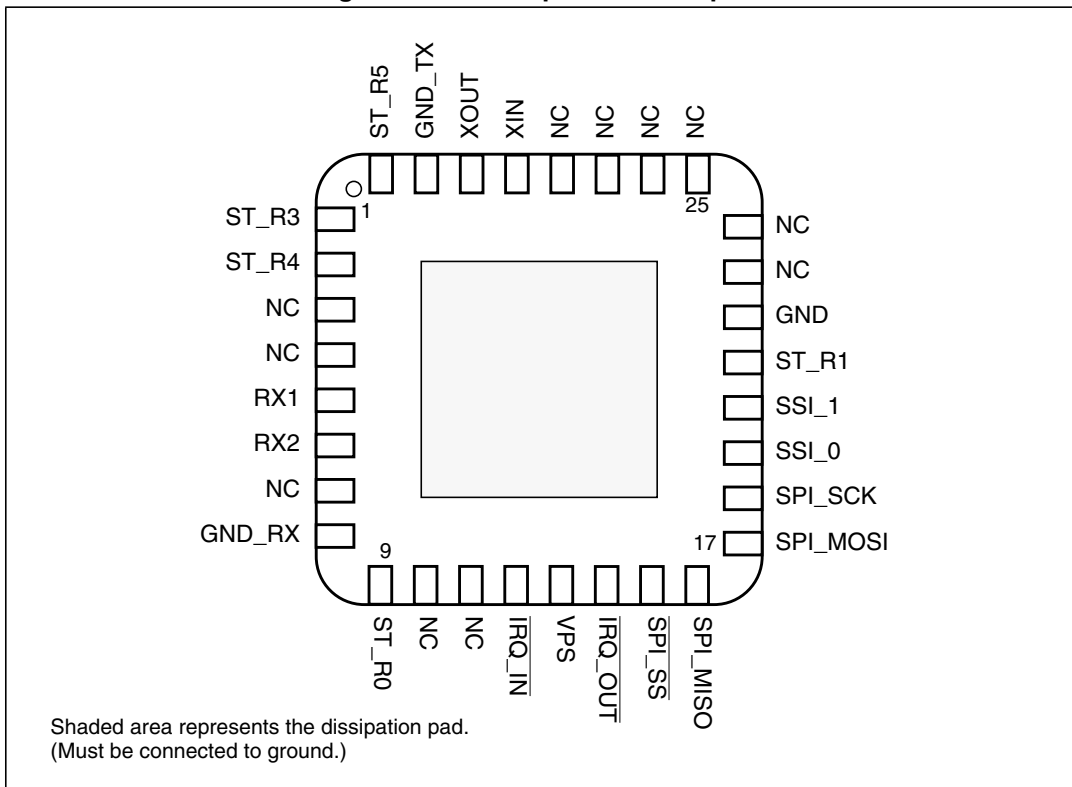 ST_R5
GND_TX
XOUT
XIN
NC
NC
NC
NC
1
25
ST_R3
ST_R4
NC
NC
RX1
RX2
NC
GND_RX
NC
NC
GND
ST_R1
SSI_1
SSI_0
SPI_SCK
SPI_MOSI
9
17
ST_R0
NC
NC
IRQ_IN
VPS
IRQ_OUT
SPI_SS
SPI_MISO
Shaded area represents the dissipation pad.
(Must be connected to ground.)